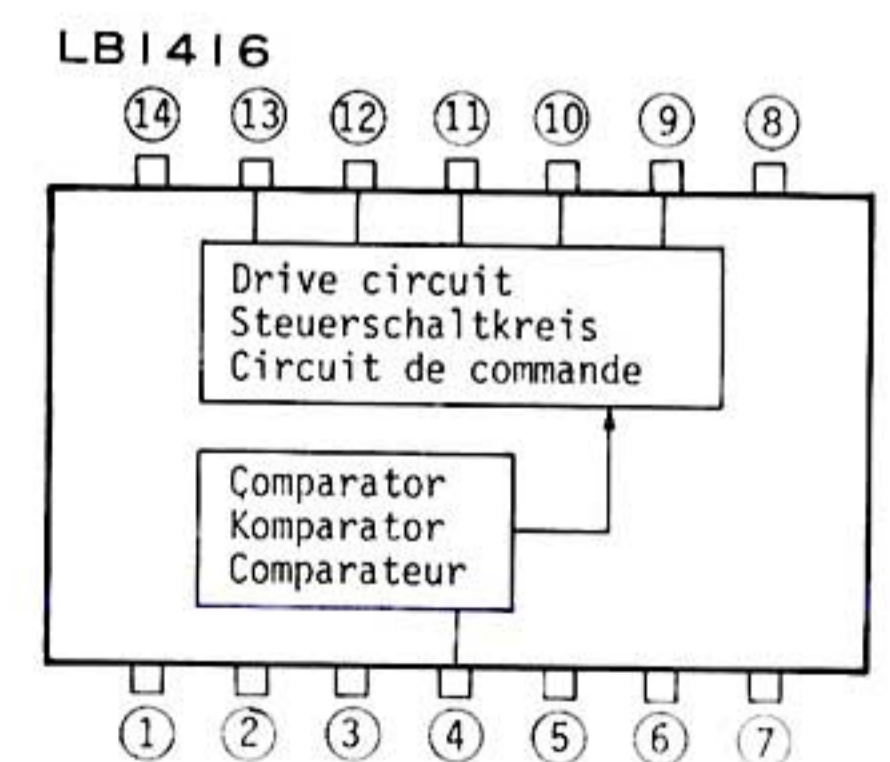 LB1416
14 13 12 11 10 9 8
Drive circuit
Steuerschaltkreis
Circuit de commande
Comparator
Komparator
Comparateur
1 2 3 4 5 6 7